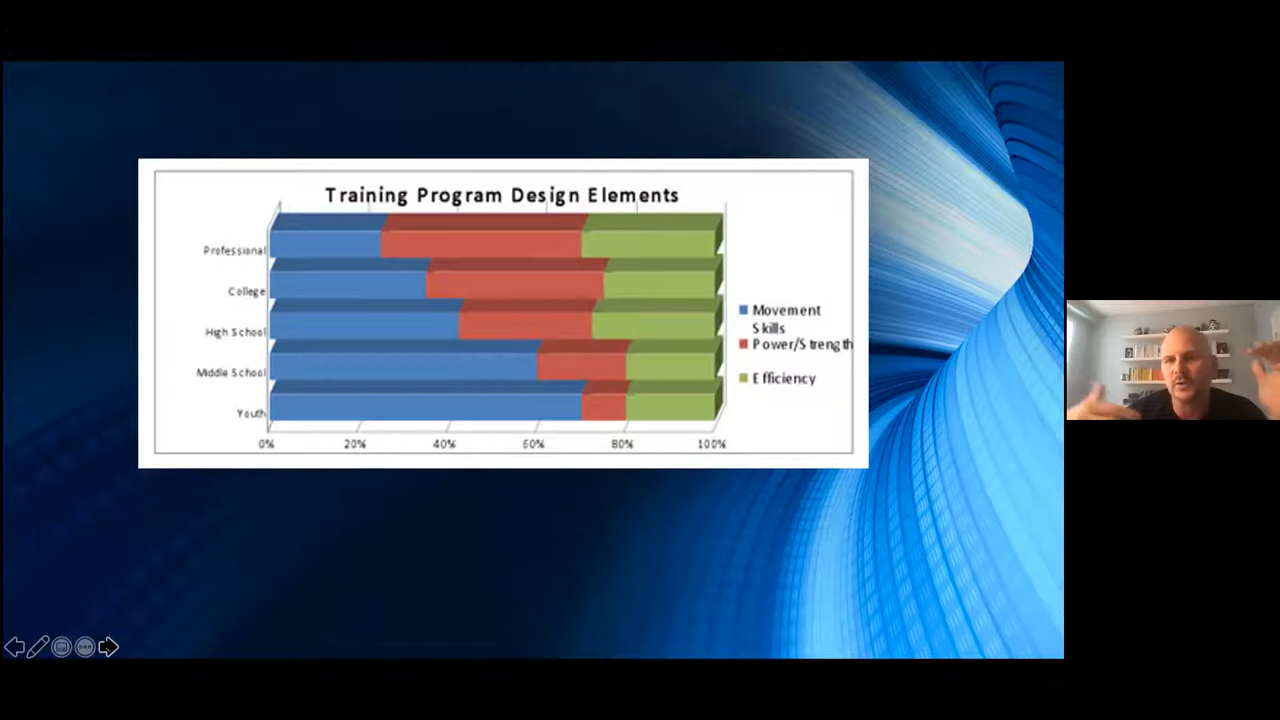 Training Program Design Elements
Professional
College
High School
Middle School
Youth
0% 20% 40% 60% 80% 100%
Movement
Skills
Power/Strength
Efficiency